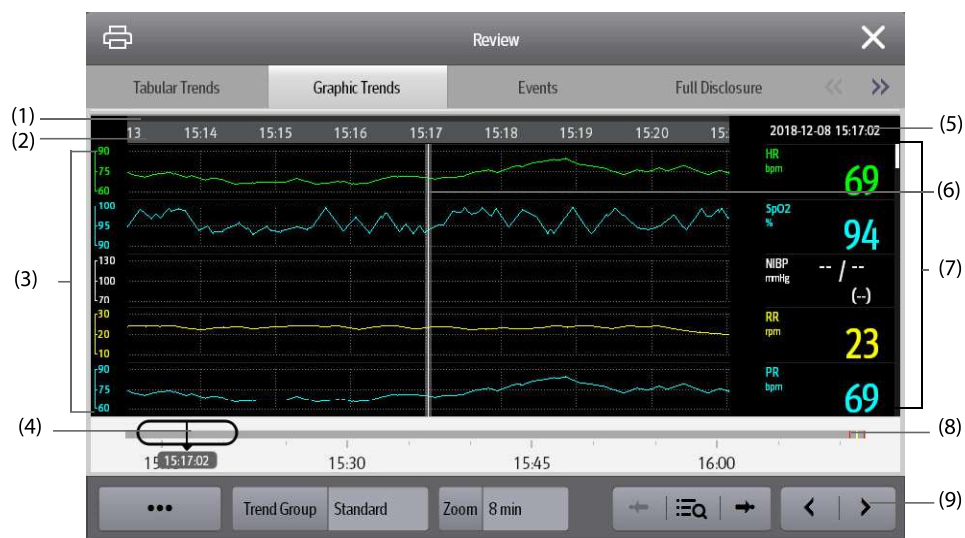 Review
Tabular Trends Graphic Trends Events Full Disclosure
(1)
(2)
13 15:14 15:15 15:16 15:17 15:18 15:19 15:20 15:
2018-12-08 15:17:02
(5)
90
75
60
HR
bpm
69
(6)
100
95
90
SpO2
%
94
(3)
130
100
70
NIBP
mmHg
-- / --
(--)
(7)
30
20
10
RR
rpm
23
90
75
60
PR
bpm
69
(4)
(8)
15:17:02
15:30 15:45 16:00
••• Trend Group Standard Zoom 8 min
(9)